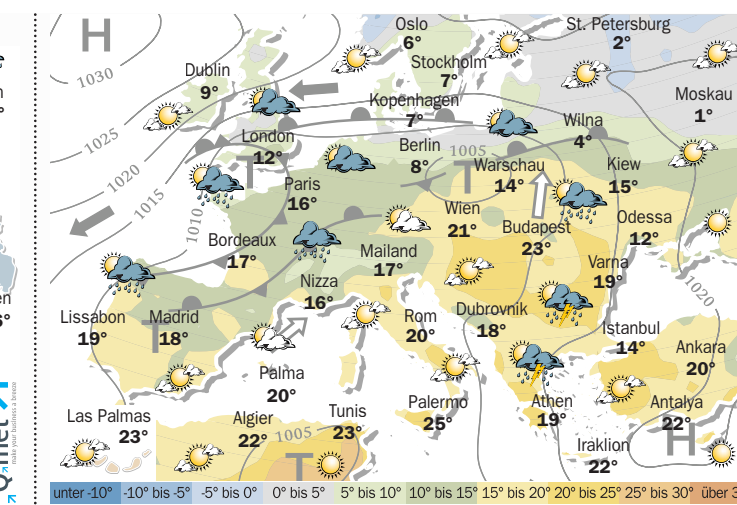 H
1030
1025
1020
1015
1010
Oslo
6°
St. Petersburg
2°
Dublin
9°
Stockholm
7°
Moskau
1°
Kopenhagen
7°
London
12°
T
Wilna
4°
Berlin
8°
1005
T
Warschau
14°
Kiew
15°
Paris
16°
Wien
21°
Budapest
23°
Odessa
12°
Bordeaux
17°
Mailand
17°
Varna
19°
Nizza
16°
1020
Lissabon
19°
Madrid
18°
T
Rom
20°
Dubrovnik
18°
Istanbul
14°
Ankara
20°
Palma
20°
Las Palmas
23°
Algier
22°
Tunis
23°
1005
T
Palermo
25°
Athen
19°
Antalya
22°
H
Iraklion
22°
make your business a breeze
unter -10° -10° bis -5° -5° bis 0° 0° bis 5° 5° bis 10° 10° bis 15° 15° bis 20° 20° bis 25° 25° bis 30° über